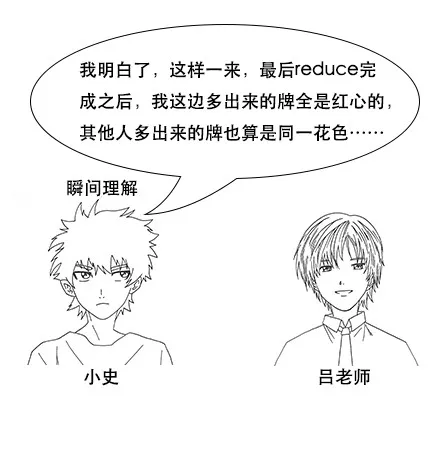 我明白了，这样一来，最后reduce完
成之后，我这边多出来的牌全是红心的，
其他人多出来的牌也算是同一花色……
瞬间理解
小史
吕老师